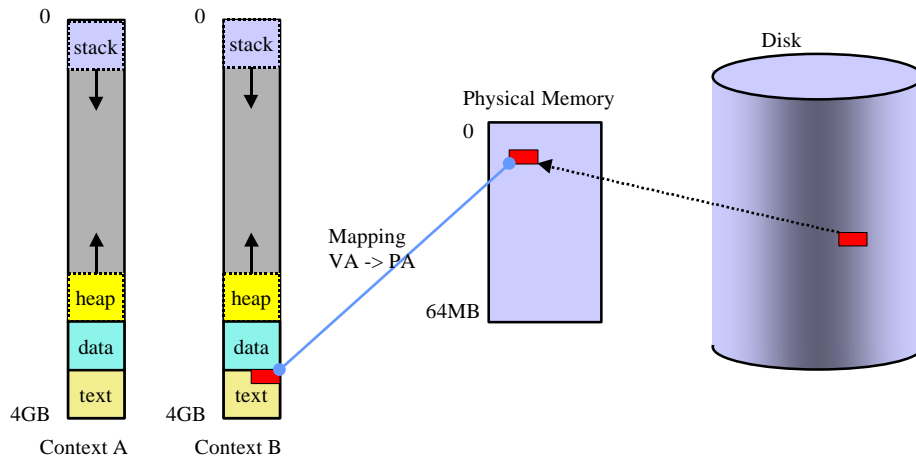 0
stack
heap
data
text
4GB
Context A
0
stack
heap
data
text
4GB
Context B
Mapping
VA -> PA
Physical Memory
0
64MB
Disk